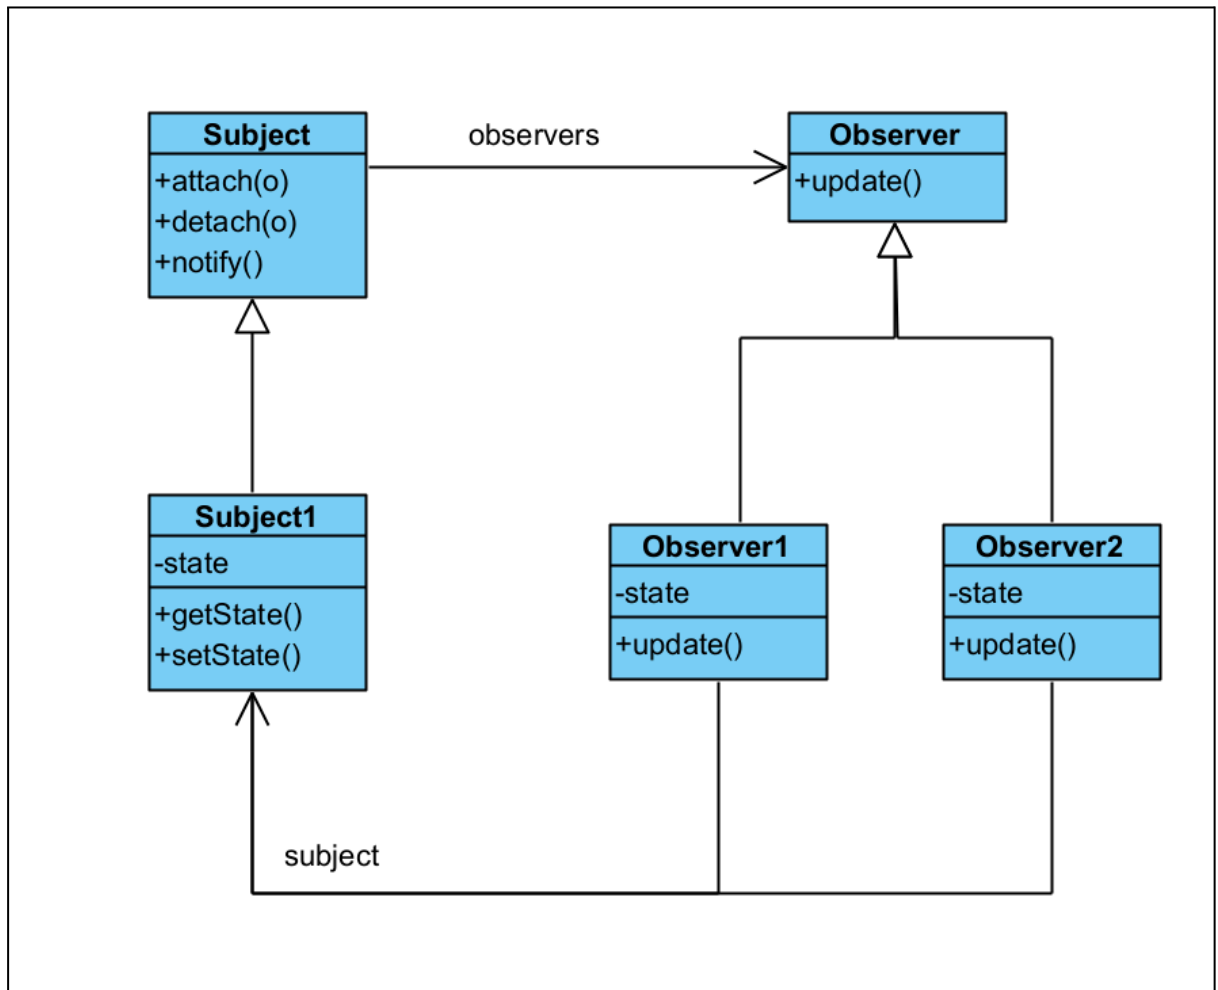 Subject
+attach(o)
+detach(o)
+notify()
observers
Observer
+update()
Subject1
-state
+getState()
+setState()
Observer1
-state
+update()
Observer2
-state
+update()
subject